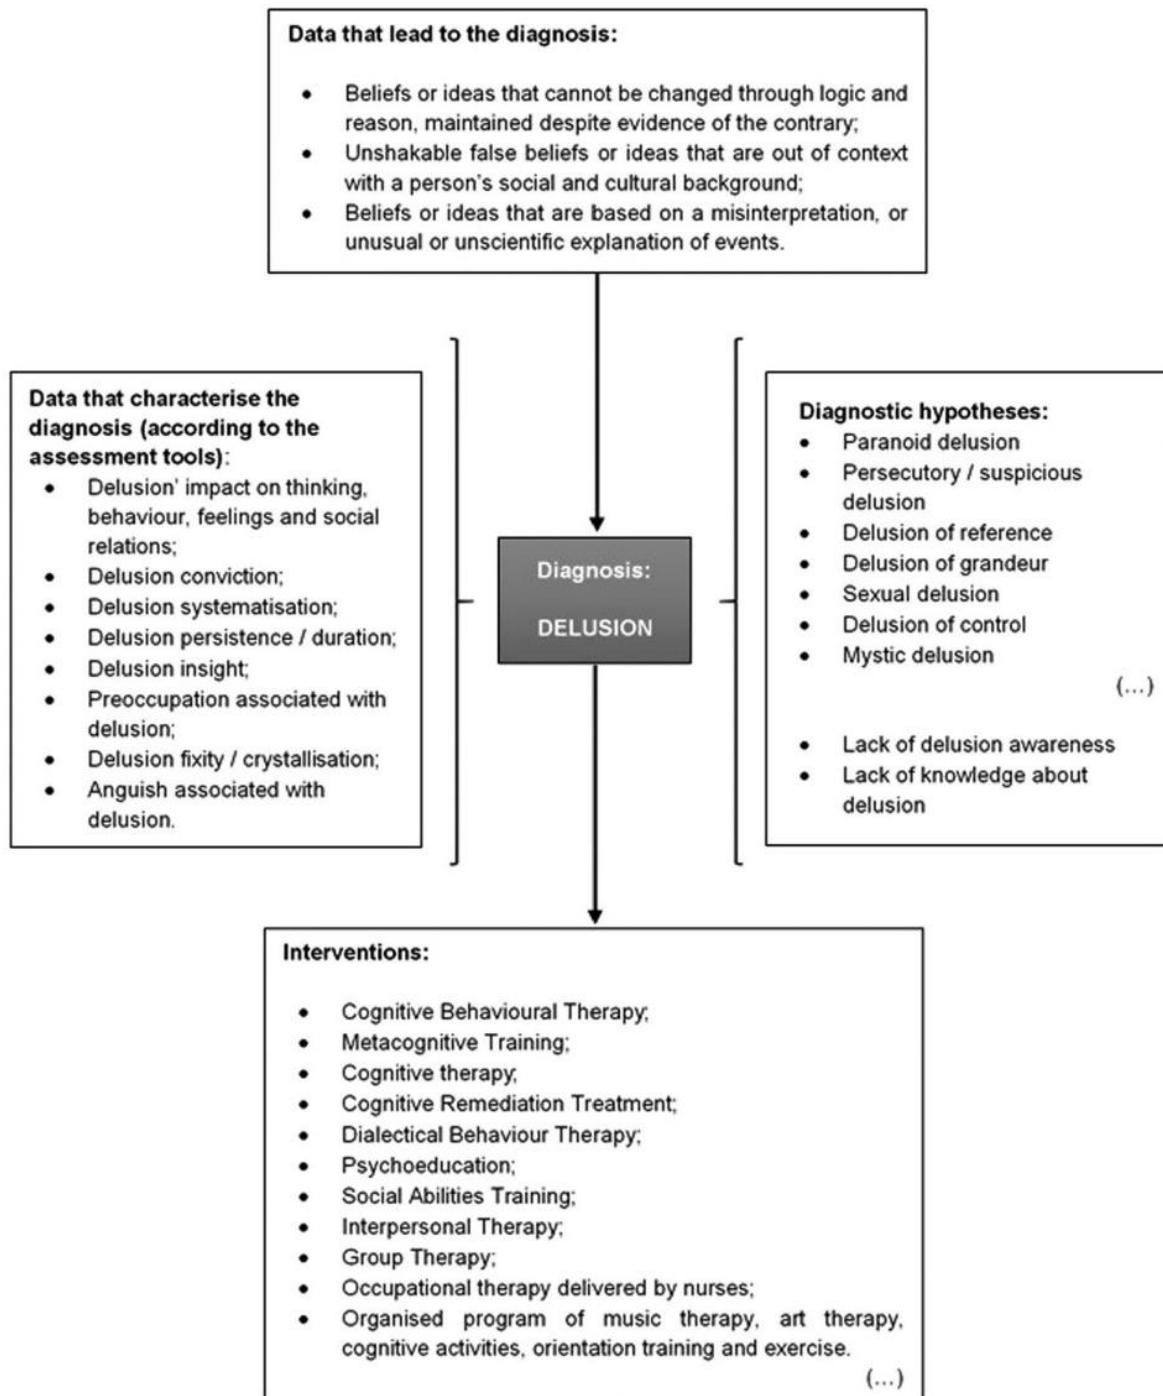 Data that lead to the diagnosis:
• Beliefs or ideas that cannot be changed through logic and
reason, maintained despite evidence of the contrary;
• Unshakable false beliefs or ideas that are out of context
with a person's social and cultural background;
• Beliefs or ideas that are based on a misinterpretation, or
unusual or unscientific explanation of events.
Data that characterise the
diagnosis (according to the
assessment tools):
• Delusion' impact on thinking,
behaviour, feelings and social
relations;
• Delusion conviction;
• Delusion systematisation;
• Delusion persistence / duration;
• Delusion insight;
• Preoccupation associated with
delusion;
• Delusion fixity / crystallisation;
• Anguish associated with
delusion.
Diagnosis:
DELUSION
Diagnostic hypotheses:
• Paranoid delusion
• Persecutory / suspicious
delusion
• Delusion of reference
• Delusion of grandeur
• Sexual delusion
• Delusion of control
• Mystic delusion
(...)
• Lack of delusion awareness
• Lack of knowledge about
delusion
Interventions:
• Cognitive Behavioural Therapy;
• Metacognitive Training;
• Cognitive therapy;
• Cognitive Remediation Treatment;
• Dialectical Behaviour Therapy;
• Psychoeducation;
• Social Abilities Training;
• Interpersonal Therapy;
• Group Therapy;
• Occupational therapy delivered by nurses;
• Organised program of music therapy, art therapy,
cognitive activities, orientation training and exercise.
(...)